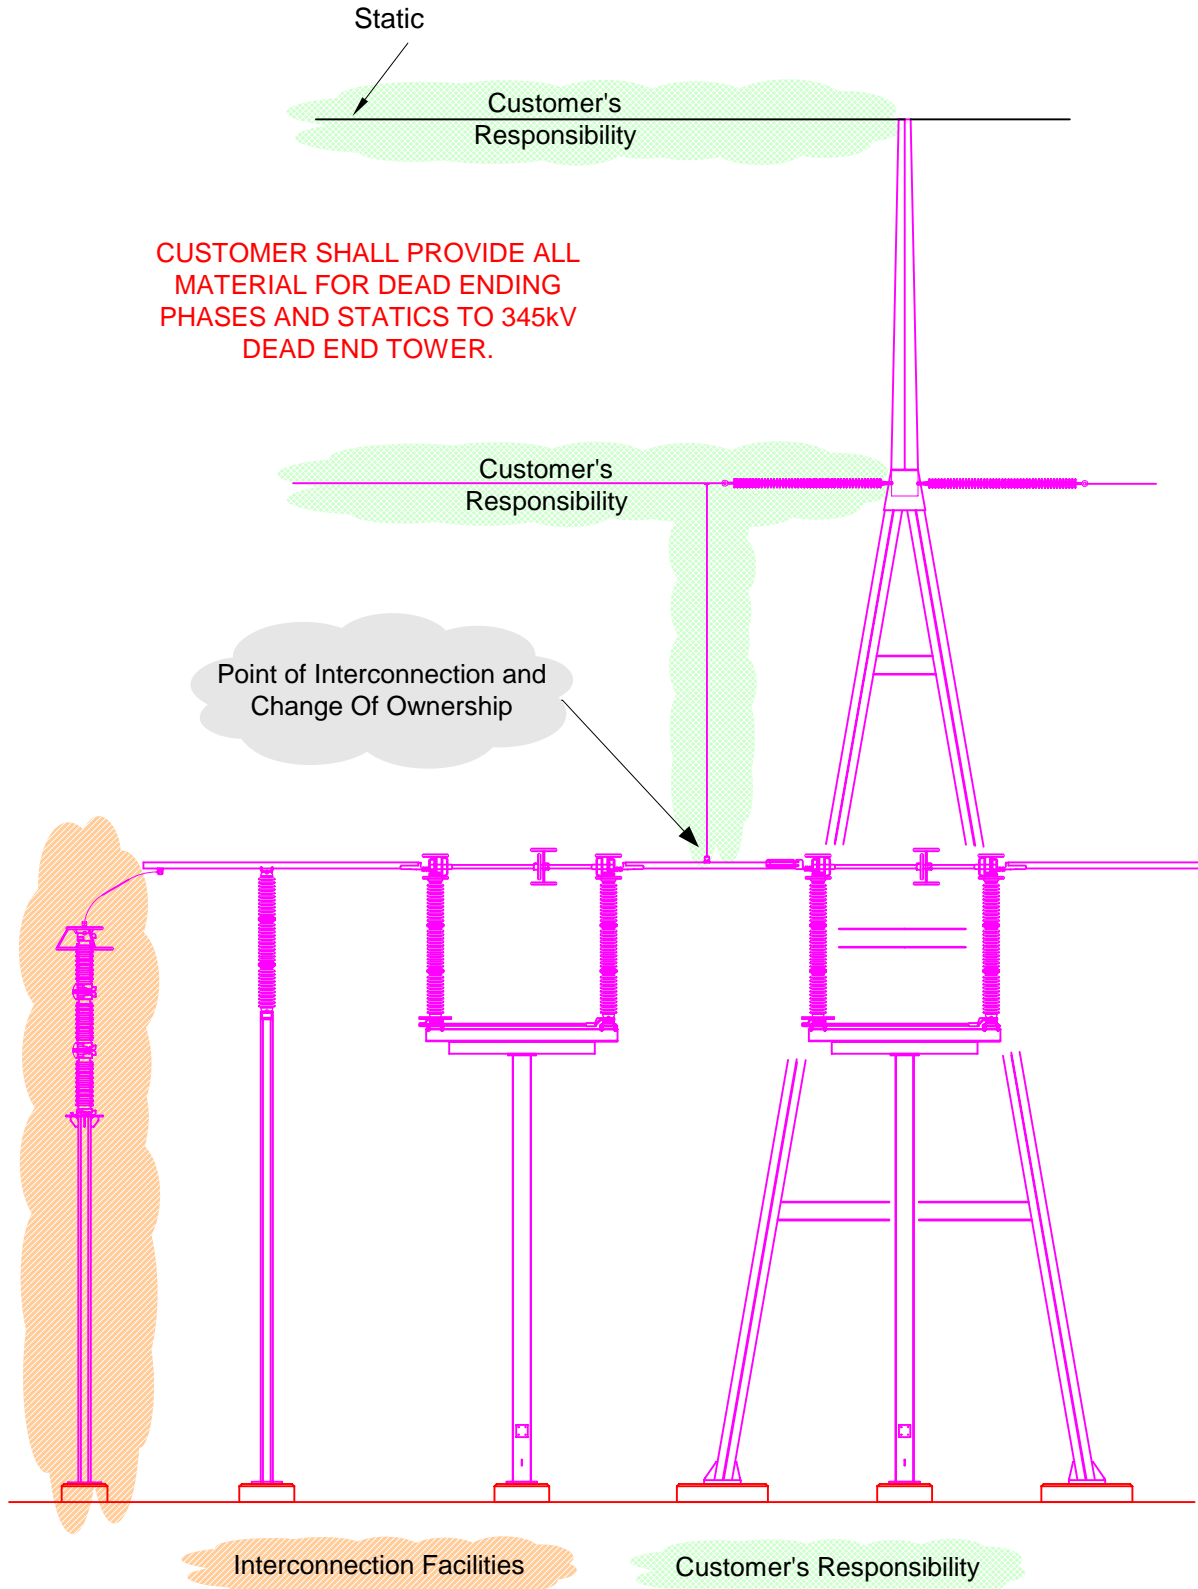 Static
Customer's
Responsibility
CUSTOMER SHALL PROVIDE ALL
MATERIAL FOR DEAD ENDING
PHASES AND STATICS TO 345kV
DEAD END TOWER.
Customer's
Responsibility
Point of Interconnection and
Change Of Ownership
Interconnection Facilities
Customer's Responsibility